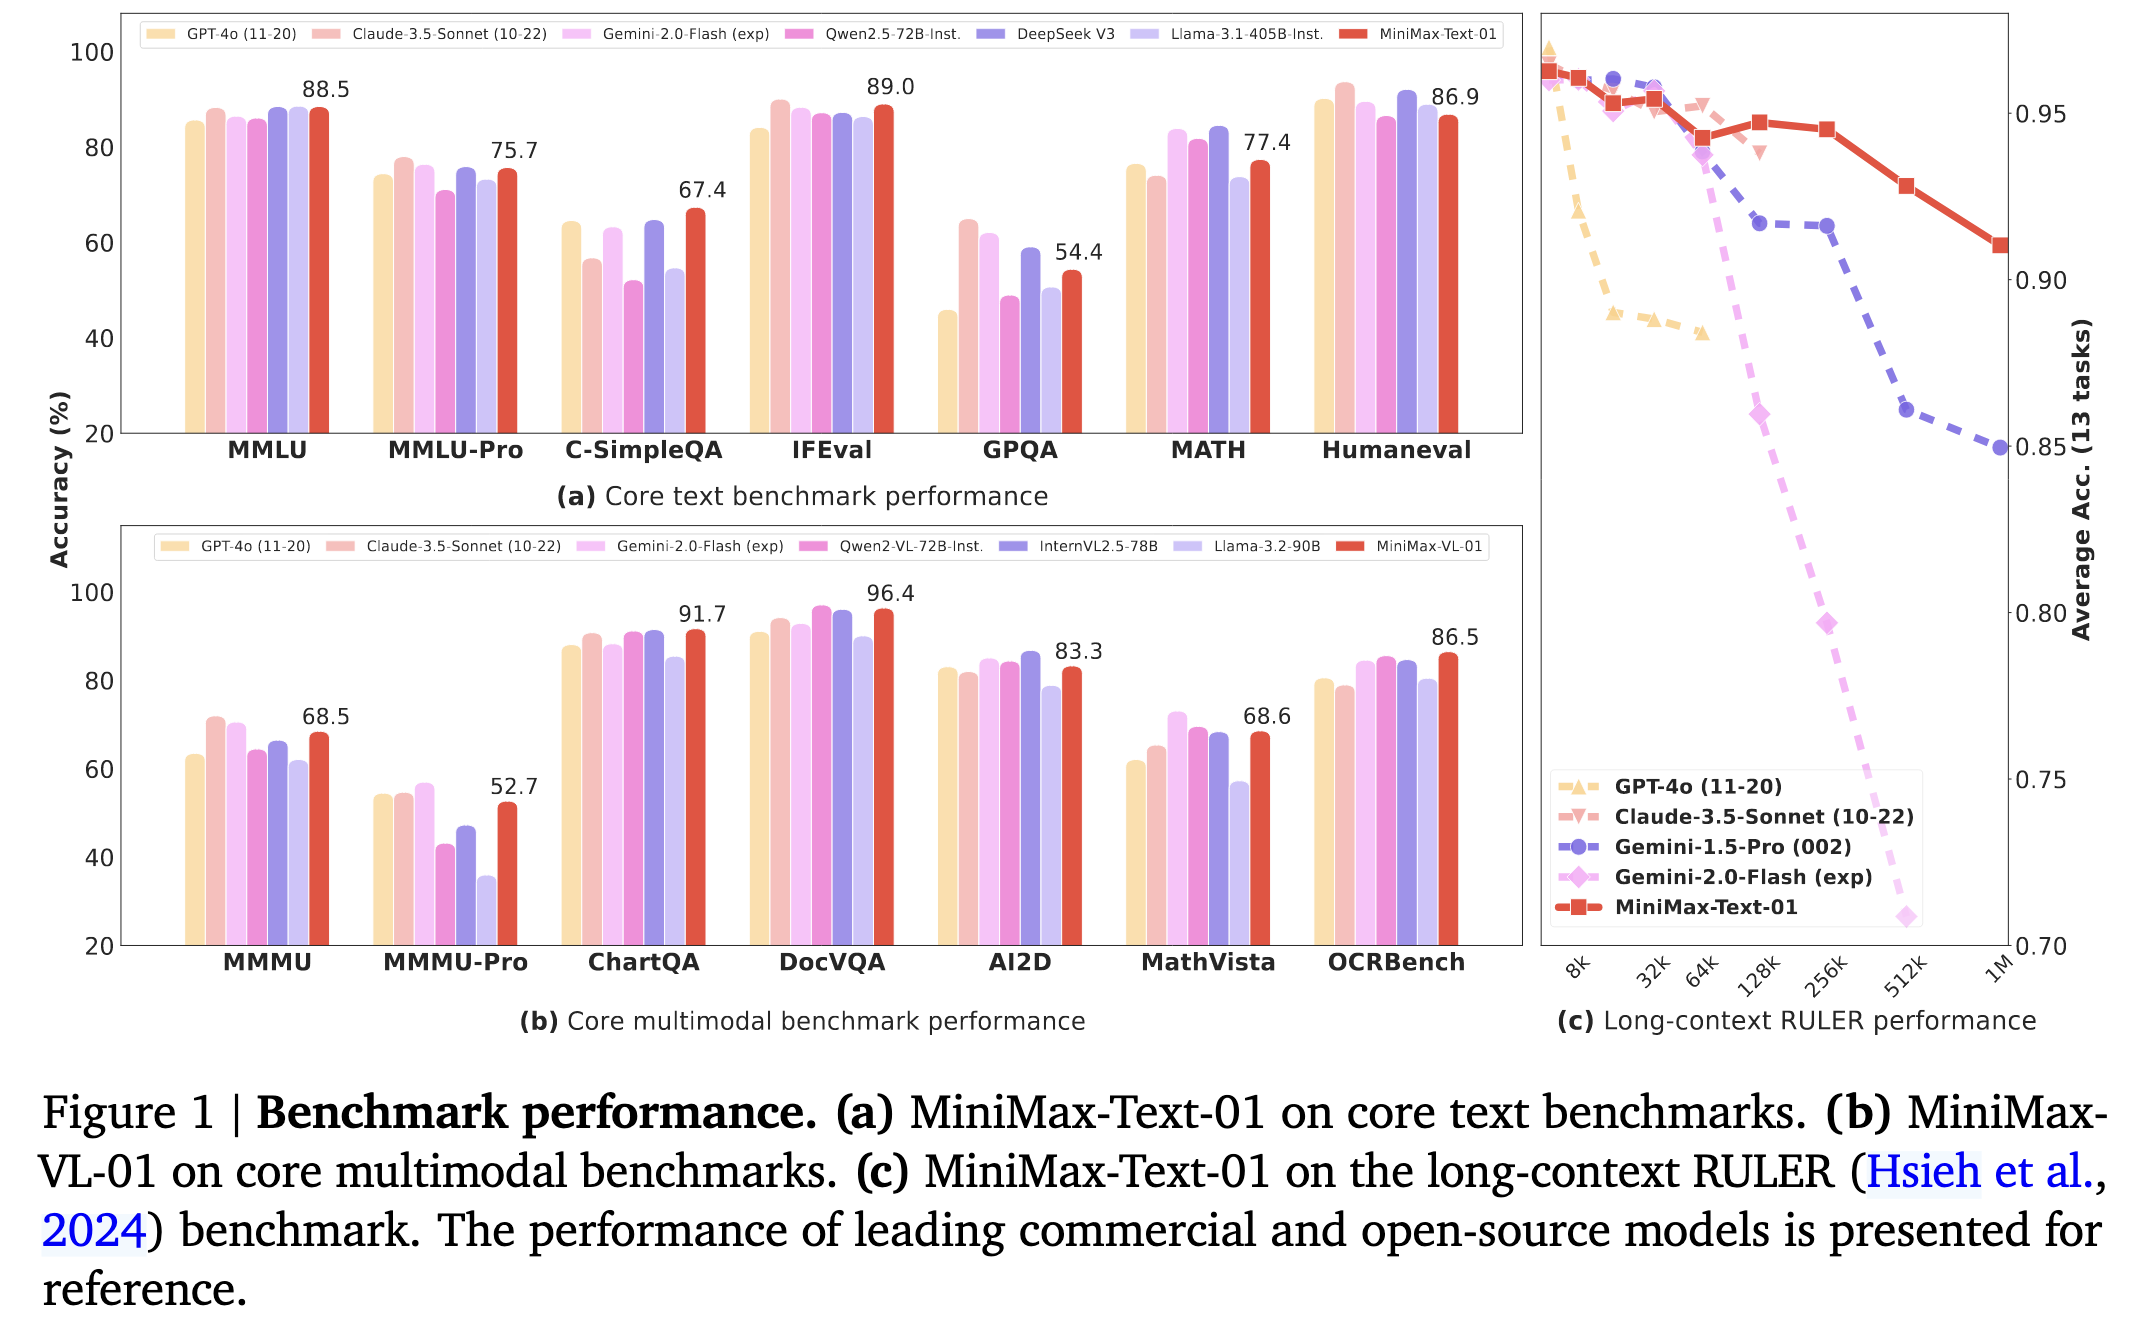 GPT-4o (11-20) Claude-3.5-Sonnet (10-22) Gemini-2.0-Flash (exp) Qwen2.5-72B-Inst. DeepSeek V3 Llama-3.1-405B-Inst. MiniMax-Text-01
100
80
60
40
20
88.5
75.7
67.4
89.0
54.4
77.4
86.9
MMLU MMLU-Pro C-SimpleQA IFEval GPQA MATH Humaneval
(a) Core text benchmark performance
Accuracy (%)
GPT-4o (11-20) Claude-3.5-Sonnet (10-22) Gemini-2.0-Flash (exp) Qwen2-VL-72B-Inst. InternVL2.5-78B Llama-3.2-90B MiniMax-VL-01
100
80
60
40
20
68.5
52.7
91.7
96.4
83.3
68.6
86.5
MMMU MMMU-Pro ChartQA DocVQA AI2D MathVista OCRBench
(b) Core multimodal benchmark performance
0.95
0.90
0.85
0.80
0.75
0.70
Average Acc. (13 tasks)
GPT-4o (11-20)
Claude-3.5-Sonnet (10-22)
Gemini-1.5-Pro (002)
Gemini-2.0-Flash (exp)
MiniMax-Text-01
8k 32k 64k 128k 256k 512k 1M
(c) Long-context RULER performance
Figure 1 | Benchmark performance. (a) MiniMax-Text-01 on core text benchmarks. (b) MiniMax-
VL-01 on core multimodal benchmarks. (c) MiniMax-Text-01 on the long-context RULER (Hsieh et al.,
2024) benchmark. The performance of leading commercial and open-source models is presented for
reference.